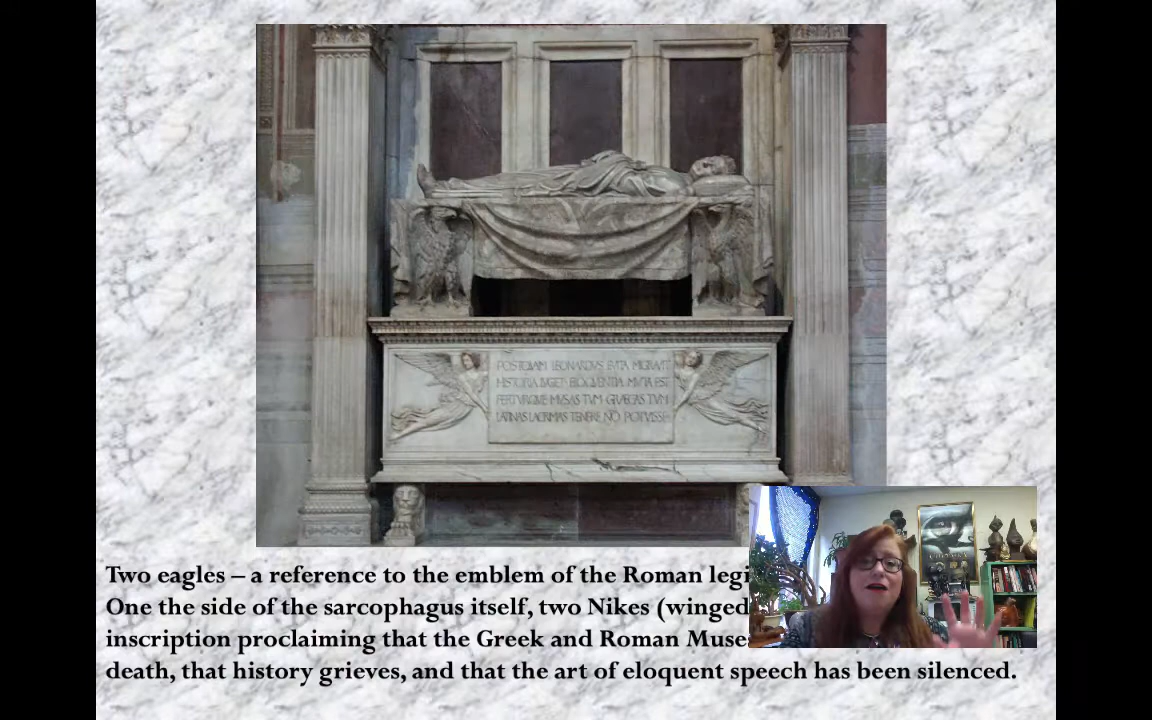 POSTQVAM LEONARDVS E VITA MIGRAVIT
HISTORIA LVGET ELOQVENTIA MVTA EST
FERTVRQVE MVSAS TVM GRAECAS TVM
LATINAS LACRIMAS TENERE NO POTVISSE
Two eagles – a reference to the emblem of the Roman legi
One the side of the sarcophagus itself, two Nikes (winged
inscription proclaiming that the Greek and Roman Muse
death, that history grieves, and that the art of eloquent speech has been silenced.